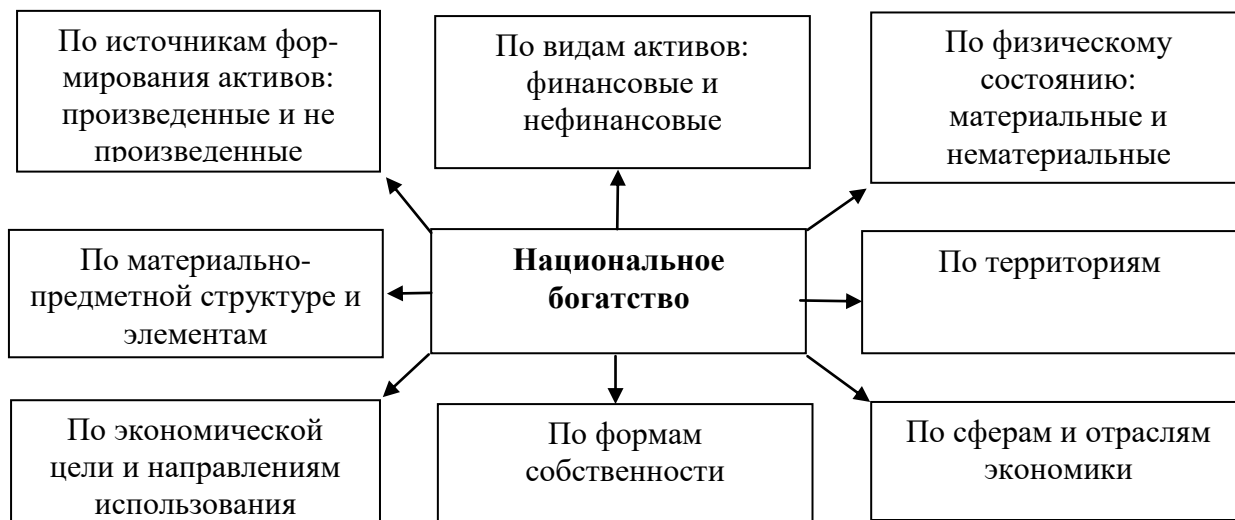 По источникам фор-
мирования активов:
произведенные и не
произведенные
По видам активов:
финансовые и
нефинансовые
По физическому
состоянию:
материальные и
нематериальные
По материально-
предметной структуре и
элементам
Национальное
богатство
По территориям
По экономической
цели и направлениям
использования
По формам
собственности
По сферам и отраслям
экономики